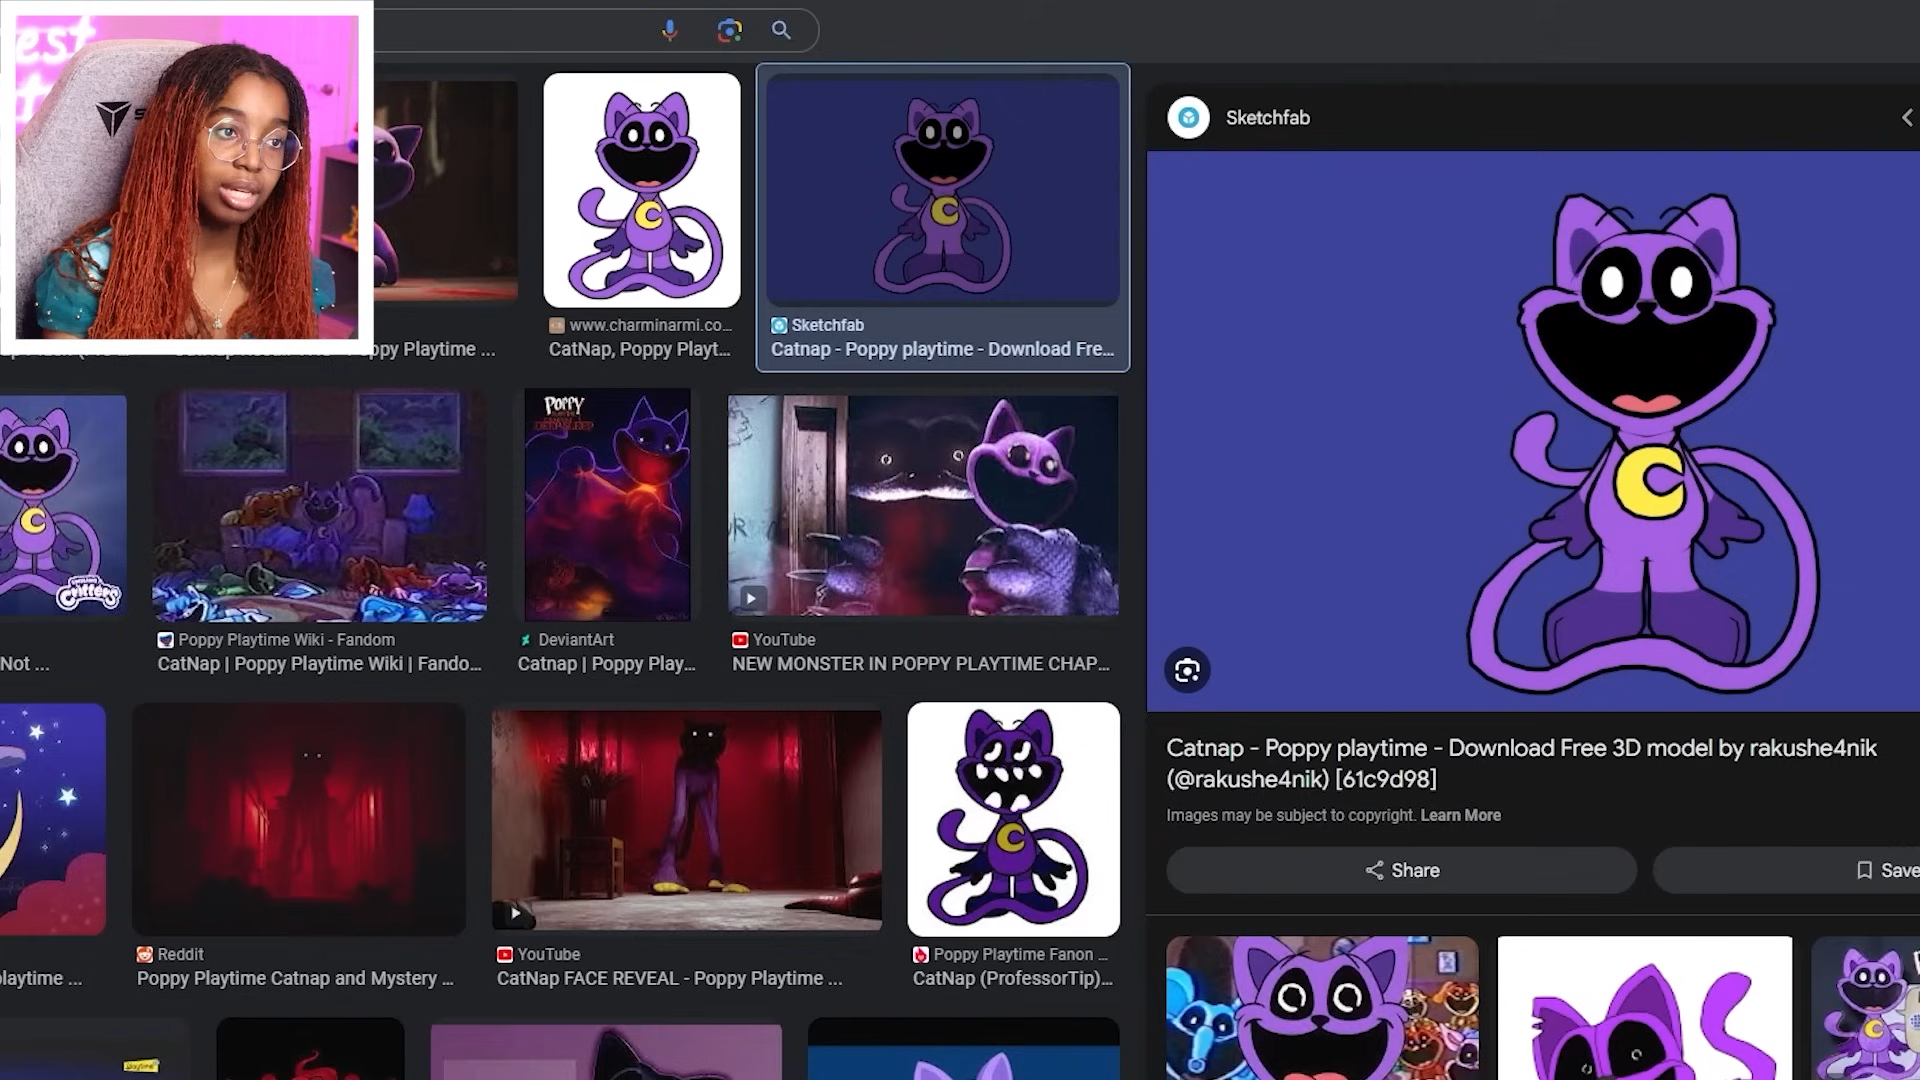 est
Sketchfab
www.charminarmi.co...
CatNap, Poppy Playt...
Sketchfab
Catnap - Poppy playtime - Download Fre...
ppy Playtime ...
POPPY
DEEP SLEEP
Critters
Not ...
Poppy Playtime Wiki - Fandom
CatNap | Poppy Playtime Wiki | Fando...
DeviantArt
Catnap | Poppy Play...
YouTube
NEW MONSTER IN POPPY PLAYTIME CHAP...
Catnap - Poppy playtime - Download Free 3D model by rakushe4nik
(@rakushe4nik) [61c9d98]
Images may be subject to copyright. Learn More
Share
Save
laytime ...
Reddit
Poppy Playtime Catnap and Mystery ...
YouTube
CatNap FACE REVEAL - Poppy Playtime ...
Poppy Playtime Fanon ...
CatNap (ProfessorTip)...